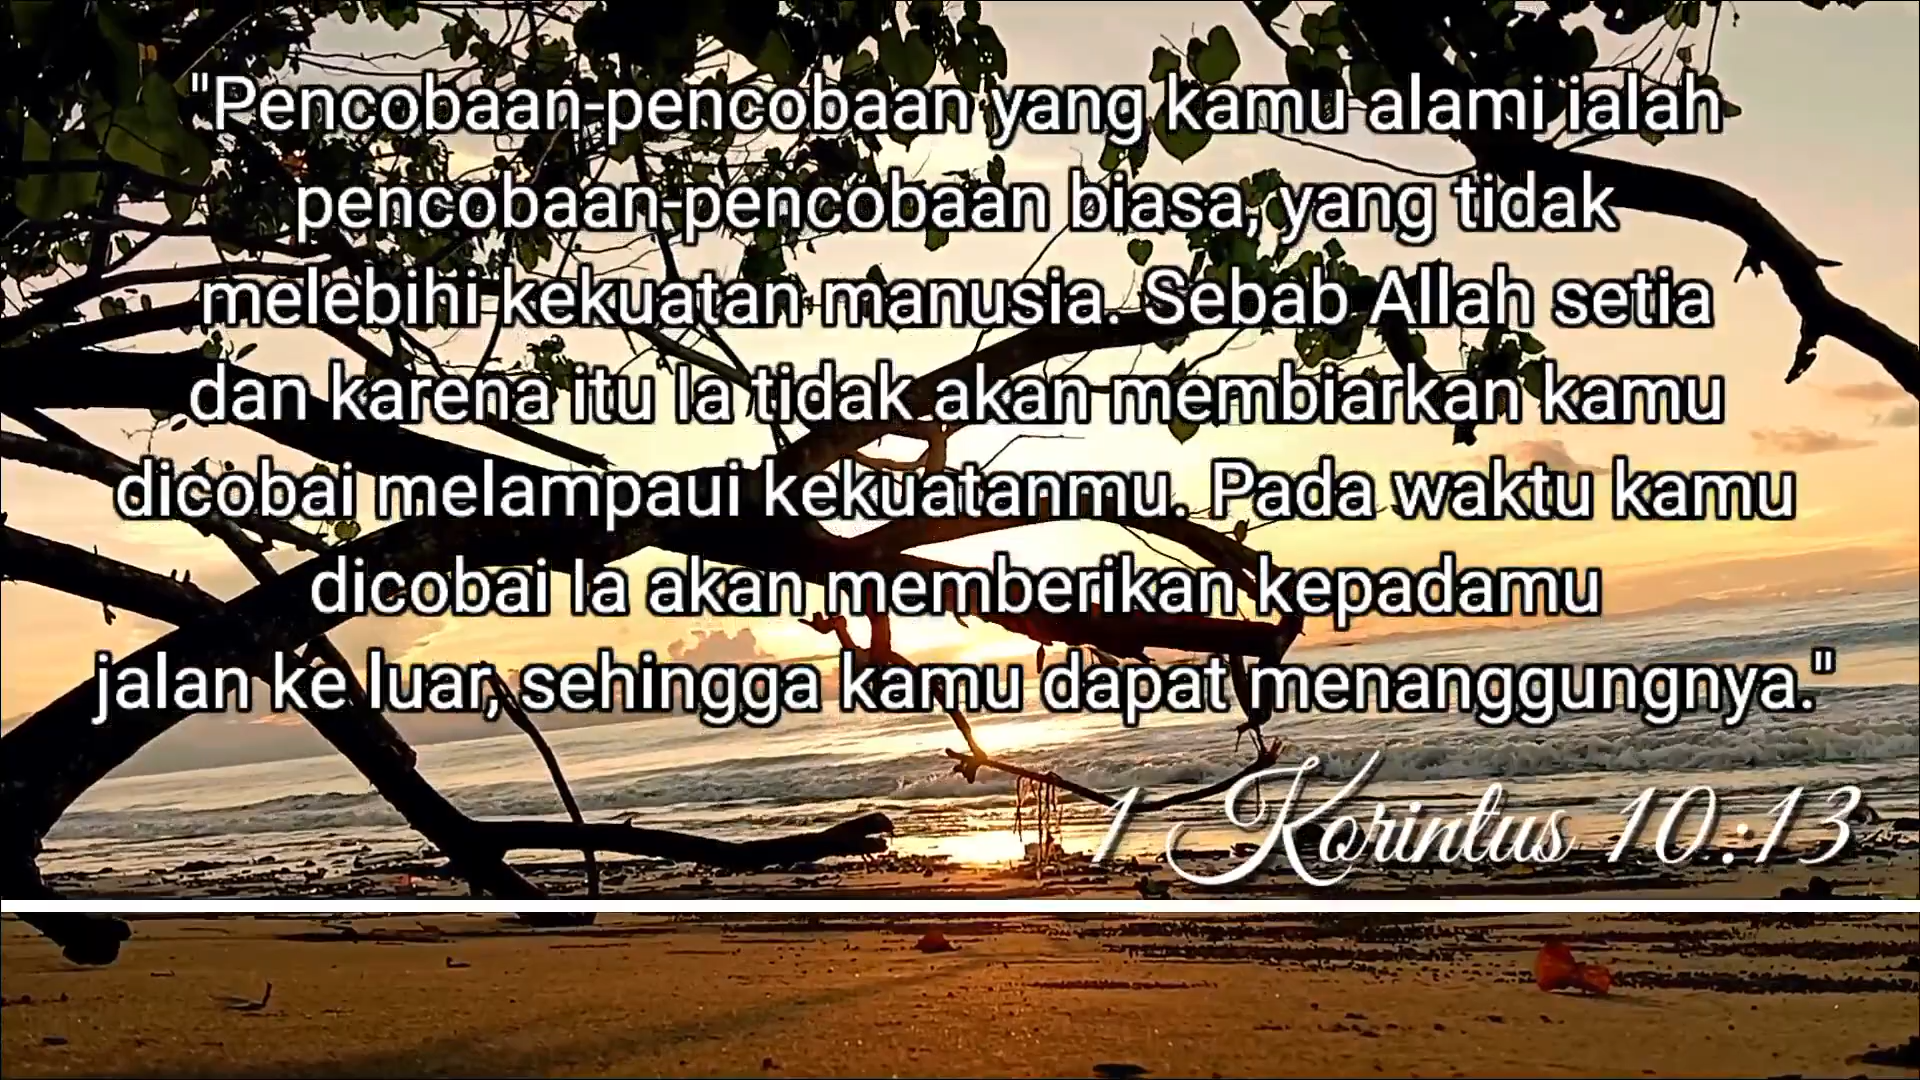 "Pencobaan-pencobaan yang kamu alami ialah
pencobaan-pencobaan biasa, yang tidak
melebihi kekuatan manusia. Sebab Allah setia
dan karena itu Ia tidak akan membiarkan kamu
dicobai melampaui kekuatanmu. Pada waktu kamu
dicobai Ia akan memberikan kepadamu
jalan ke luar, sehingga kamu dapat menanggungnya."
1 Korintus 10:13